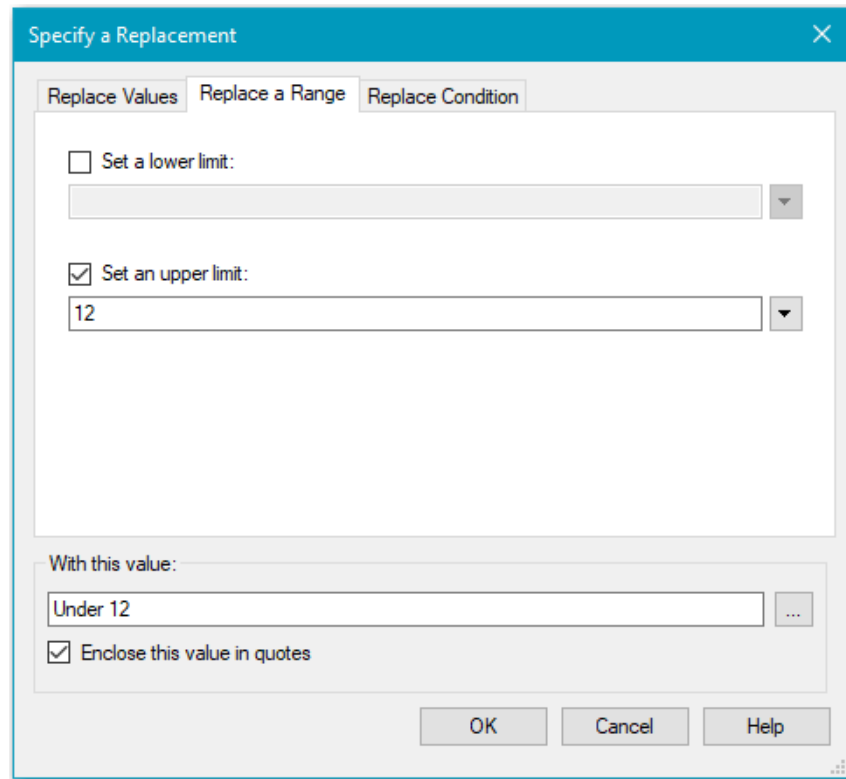 Specify a Replacement
Replace Values Replace a Range Replace Condition
Set a lower limit:
Set an upper limit:
12
With this value:
Under 12
...
Enclose this value in quotes
OK Cancel Help